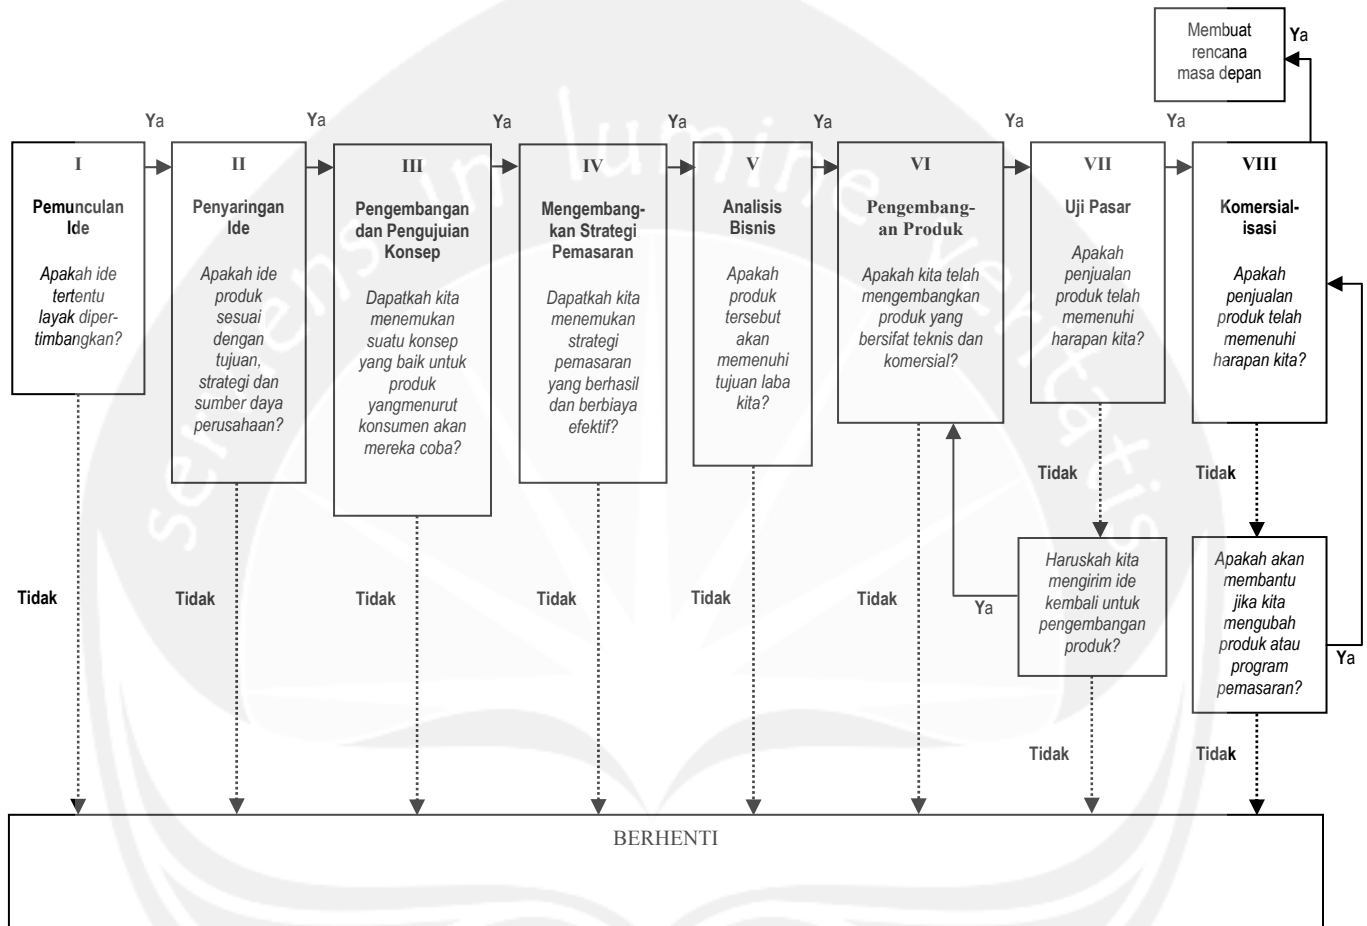 Membuat
rencana
masa depan
Ya
Ya
Ya
Ya
Ya
Ya
Ya
Ya
I
Pemunculan
Ide
Apakah ide
tertentu
layak diper-
timbangkan?
II
Penyaringan
Ide
Apakah ide
produk
sesuai
dengan
tujuan,
strategi dan
sumber daya
perusahaan?
III
Pengembangan
dan Pengujuian
Konsep
Dapatkah kita
menemukan
suatu konsep
yang baik untuk
produk
yangmenurut
konsumen akan
mereka coba?
IV
Mengembang-
kan Strategi
Pemasaran
Dapatkah kita
menemukan
strategi
pemasaran
yang berhasil
dan berbiaya
efektif?
V
Analisis
Bisnis
Apakah
produk
tersebut
akan
memenuhi
tujuan laba
kita?
VI
Pengembang-
an Produk
Apakah kita telah
mengembangkan
produk yang
bersifat teknis dan
komersial?
VII
Uji Pasar
Apakah
penjualan
produk telah
memenuhi
harapan kita?
VIII
Komersial-
isasi
Apakah
penjualan
produk telah
memenuhi
harapan kita?
Tidak
Tidak
Haruskah kita
mengirim ide
kembali untuk
pengembangan
produk?
Ya
Apakah akan
membantu
jika kita
mengubah
produk atau
program
pemasaran?
Ya
Tidak
Tidak
Tidak
Tidak
Tidak
Tidak
Tidak
Tidak
BERHENTI
serviens in lumine veritatis